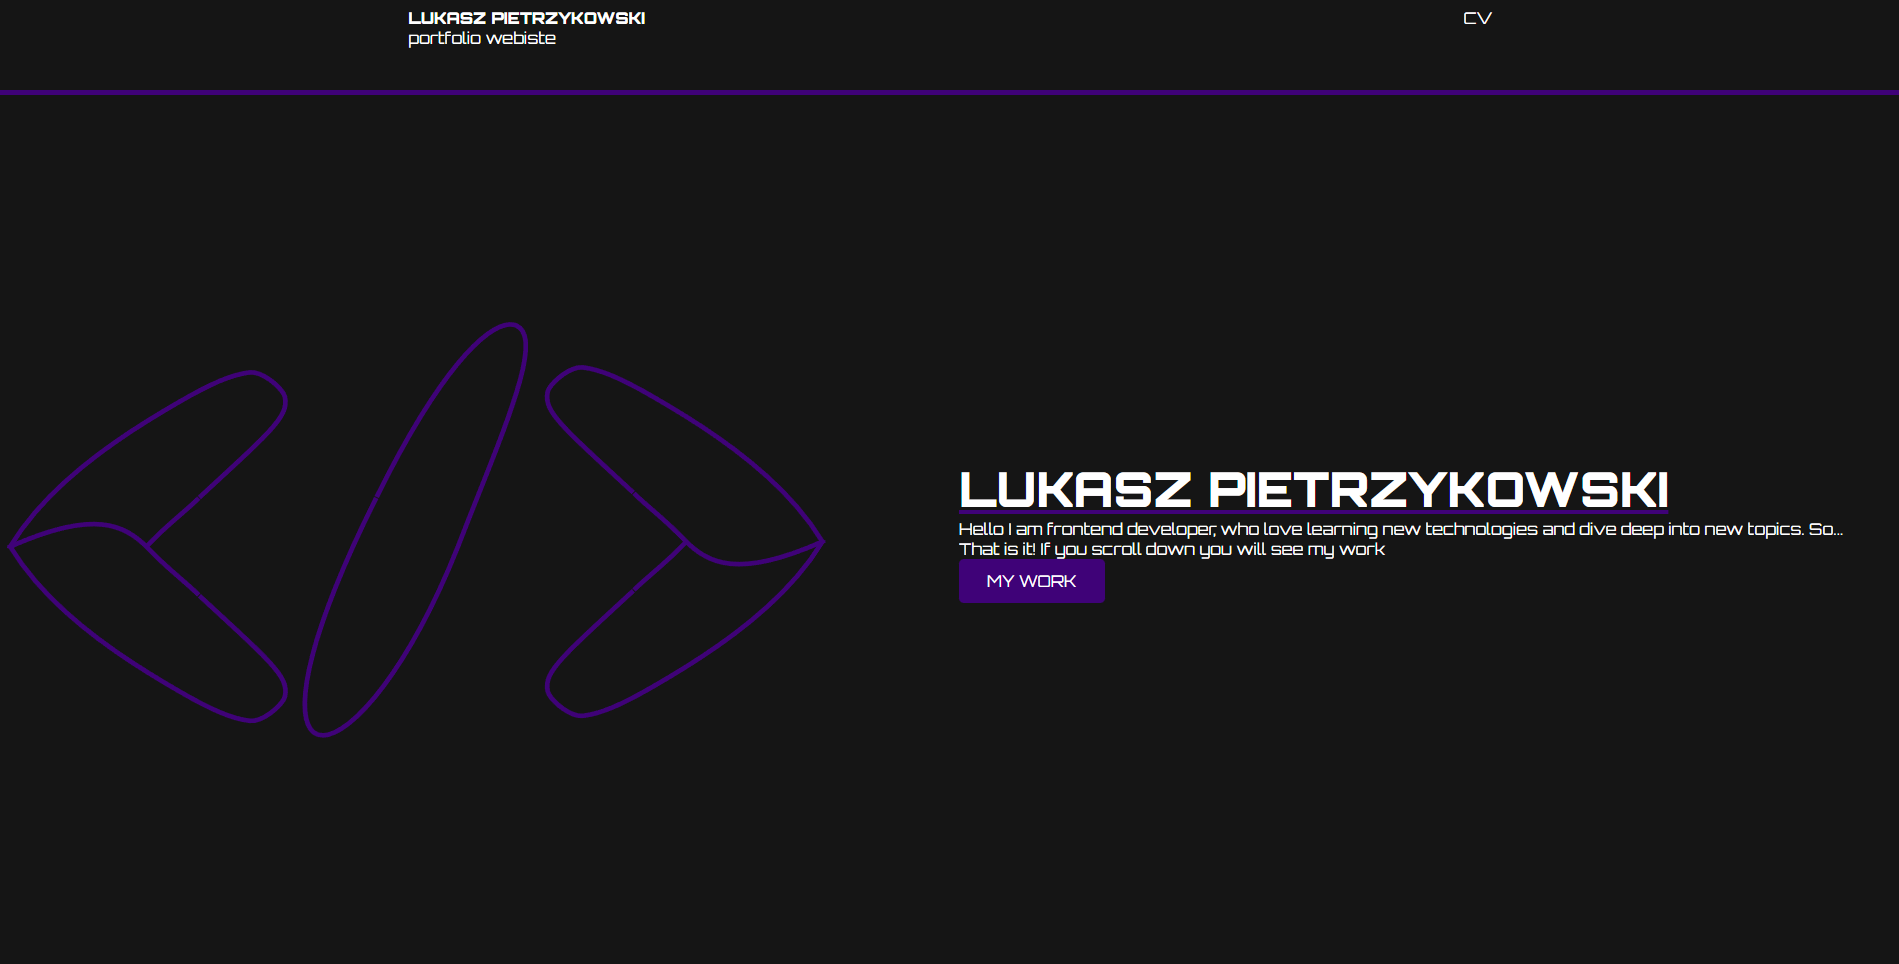 LUKASZ PIETRZYKOWSKI
portfolio webiste
CV
LUKASZ PIETRZYKOWSKI
Hello I am frontend developer, who love learning new technologies and dive deep into new topics. So...
That is it! If you scroll down you will see my work
MY WORK